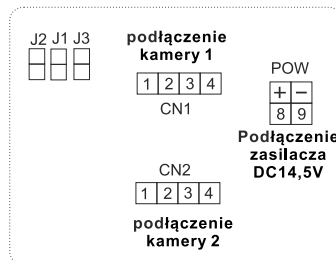 J2 J1 J3
podłączenie
kamery 1
1 2 3 4
CN1
POW
+ −
8 9
Podłączenie
zasilacza
DC14,5V
CN2
1 2 3 4
podłączenie
kamery 2